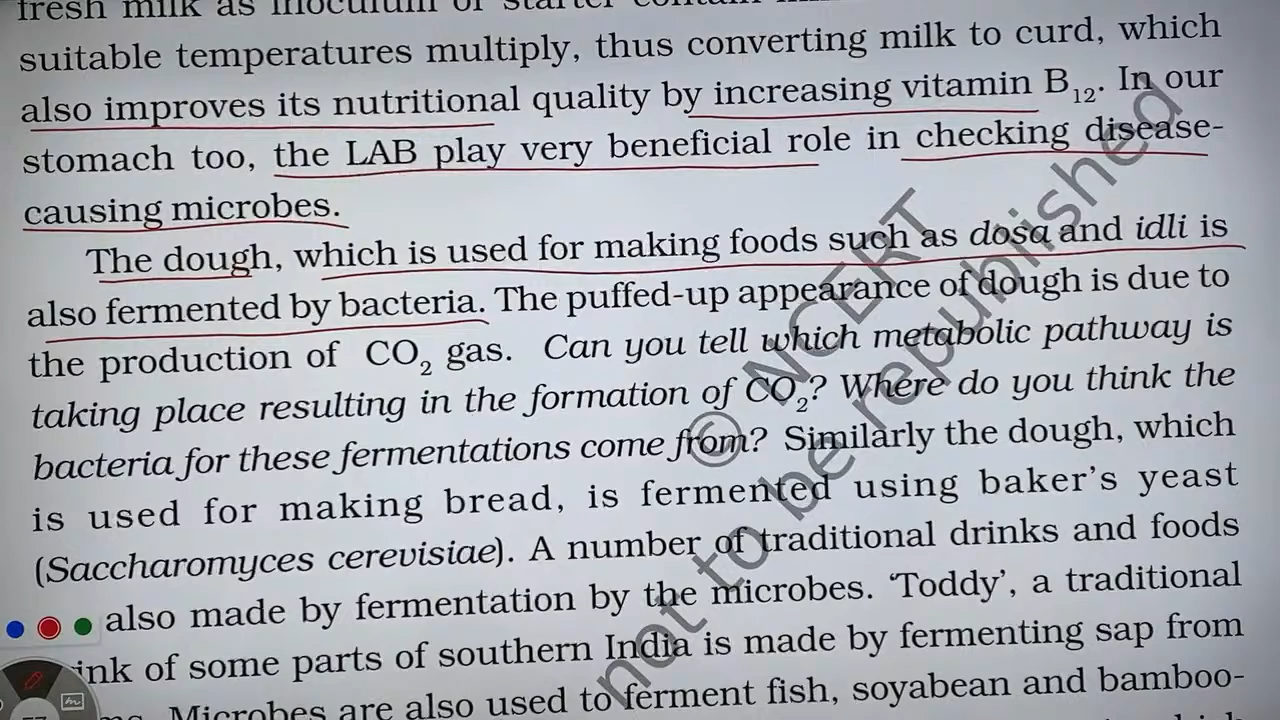 fresh milk as inoculum or starter contain
suitable temperatures multiply, thus converting milk to curd, which
also improves its nutritional quality by increasing vitamin B12. In our
stomach too, the LAB play very beneficial role in checking disease-
causing microbes.
The dough, which is used for making foods such as dosa and idli is
also fermented by bacteria. The puffed-up appearance of dough is due to
the production of CO2 gas. Can you tell which metabolic pathway is
taking place resulting in the formation of CO2? Where do you think the
bacteria for these fermentations come from? Similarly the dough, which
is used for making bread, is fermented using baker's yeast
(Saccharomyces cerevisiae). A number of traditional drinks and foods
also made by fermentation by the microbes. 'Toddy', a traditional
ink of some parts of southern India is made by fermenting sap from
Microbes are also used to ferment fish, soyabean and bamboo-
© NCERT
not to be republished